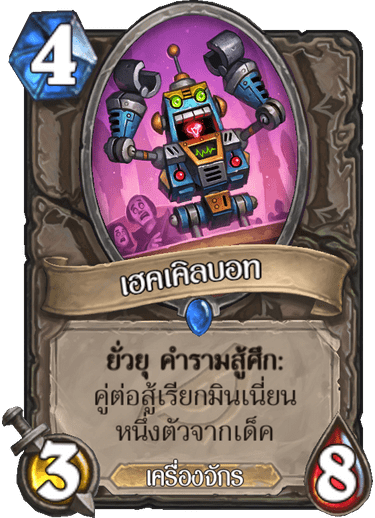 4
เฮคเคิลบอท
ยั่วยุ คำรามสู้ศึก:
คู่ต่อสู้เรียกมินเนี่ยน
หนึ่งตัวจากเด็ค
3
เครื่องจักร
8